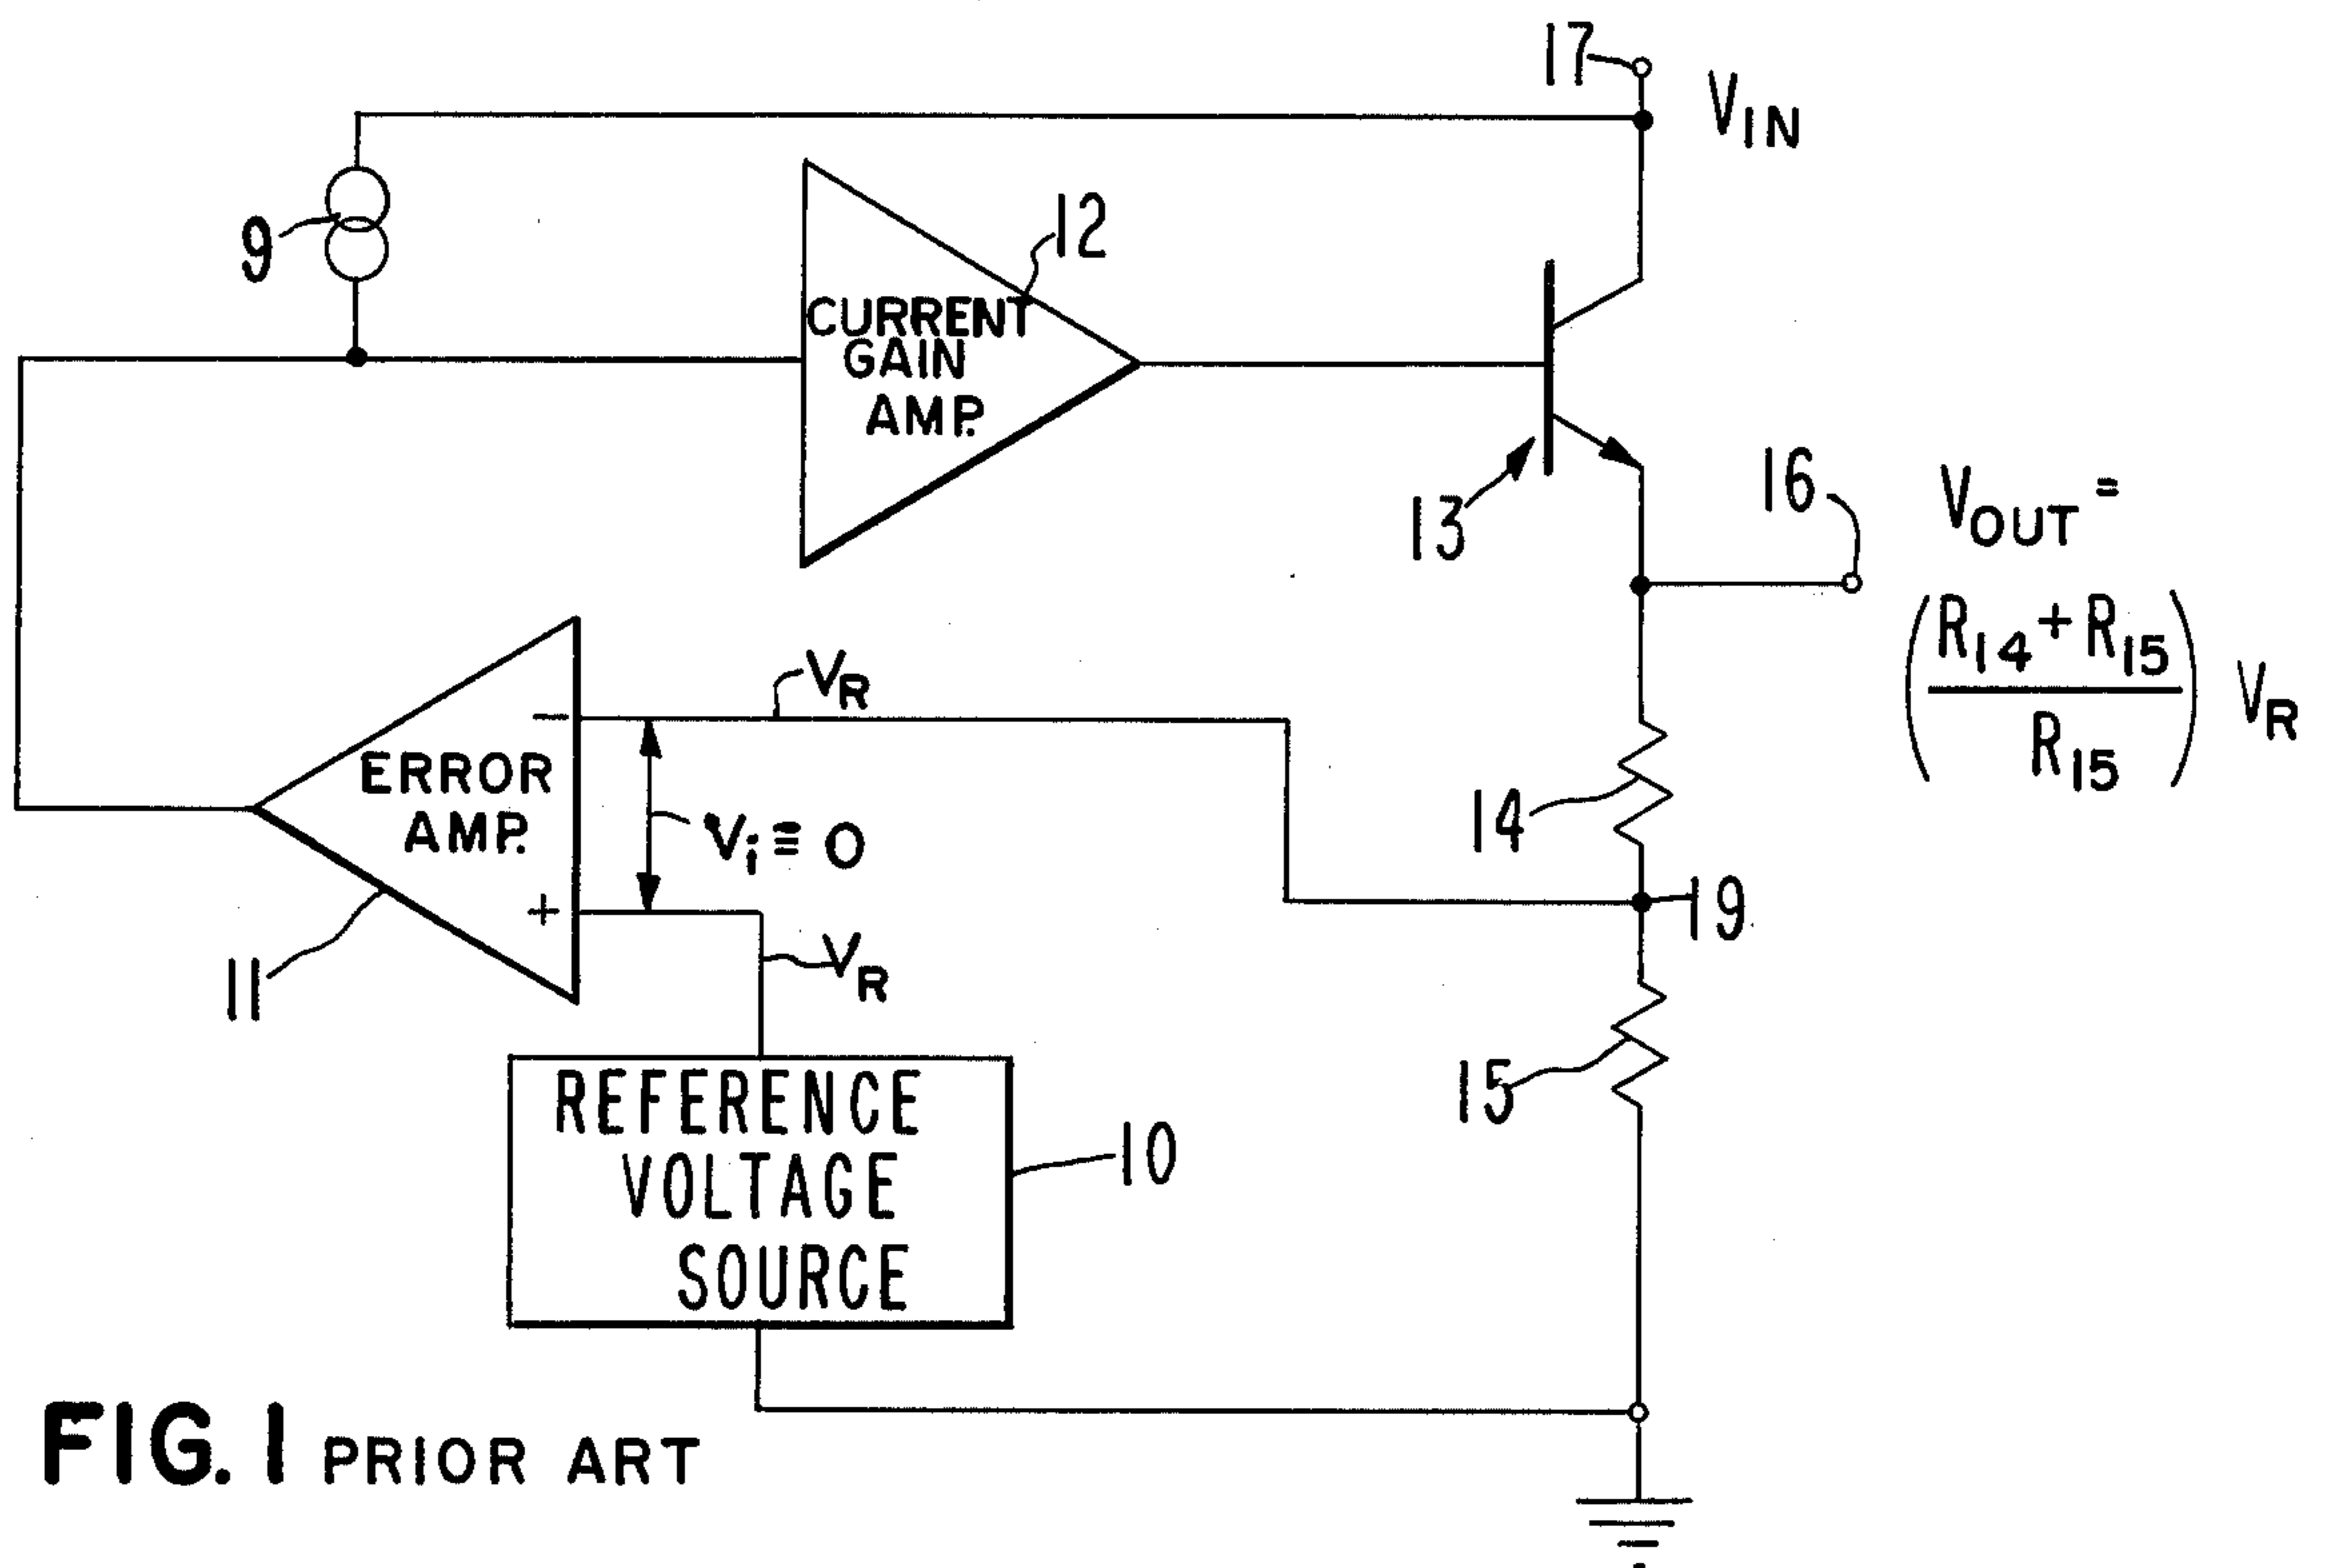 17
V_IN
9
12
CURRENT
GAIN
AMP.
13
16
V_OUT =
(R_14 + R_15 / R_15) V_R
V_R
ERROR
AMP.
−
+
V_i ≡ 0
14
19
11
V_R
15
REFERENCE
VOLTAGE
SOURCE
10
FIG. 1 PRIOR ART